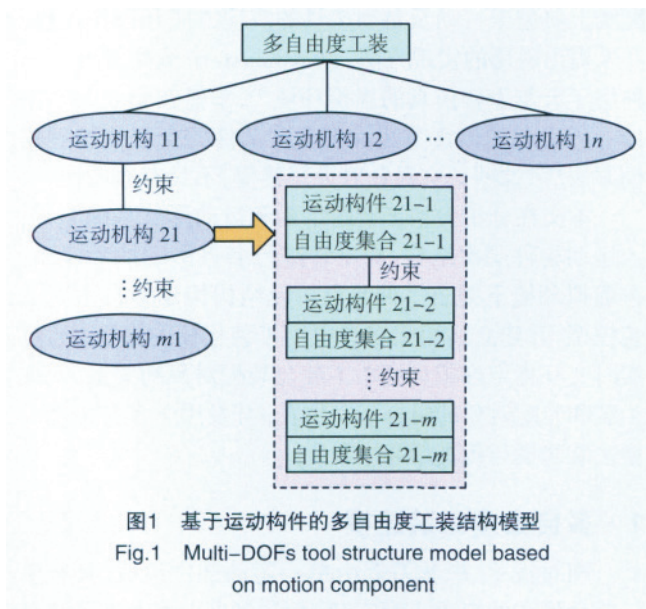 多自由度工装
运动机构 11 运动机构 12 … 运动机构 1n
约束
运动机构 21
⋮约束
运动机构 m1
运动构件 21-1
自由度集合 21-1
约束
运动构件 21-2
自由度集合 21-2
⋮约束
运动构件 21-m
自由度集合 21-m
图1 基于运动构件的多自由度工装结构模型
Fig.1 Multi-DOFs tool structure model based
on motion component